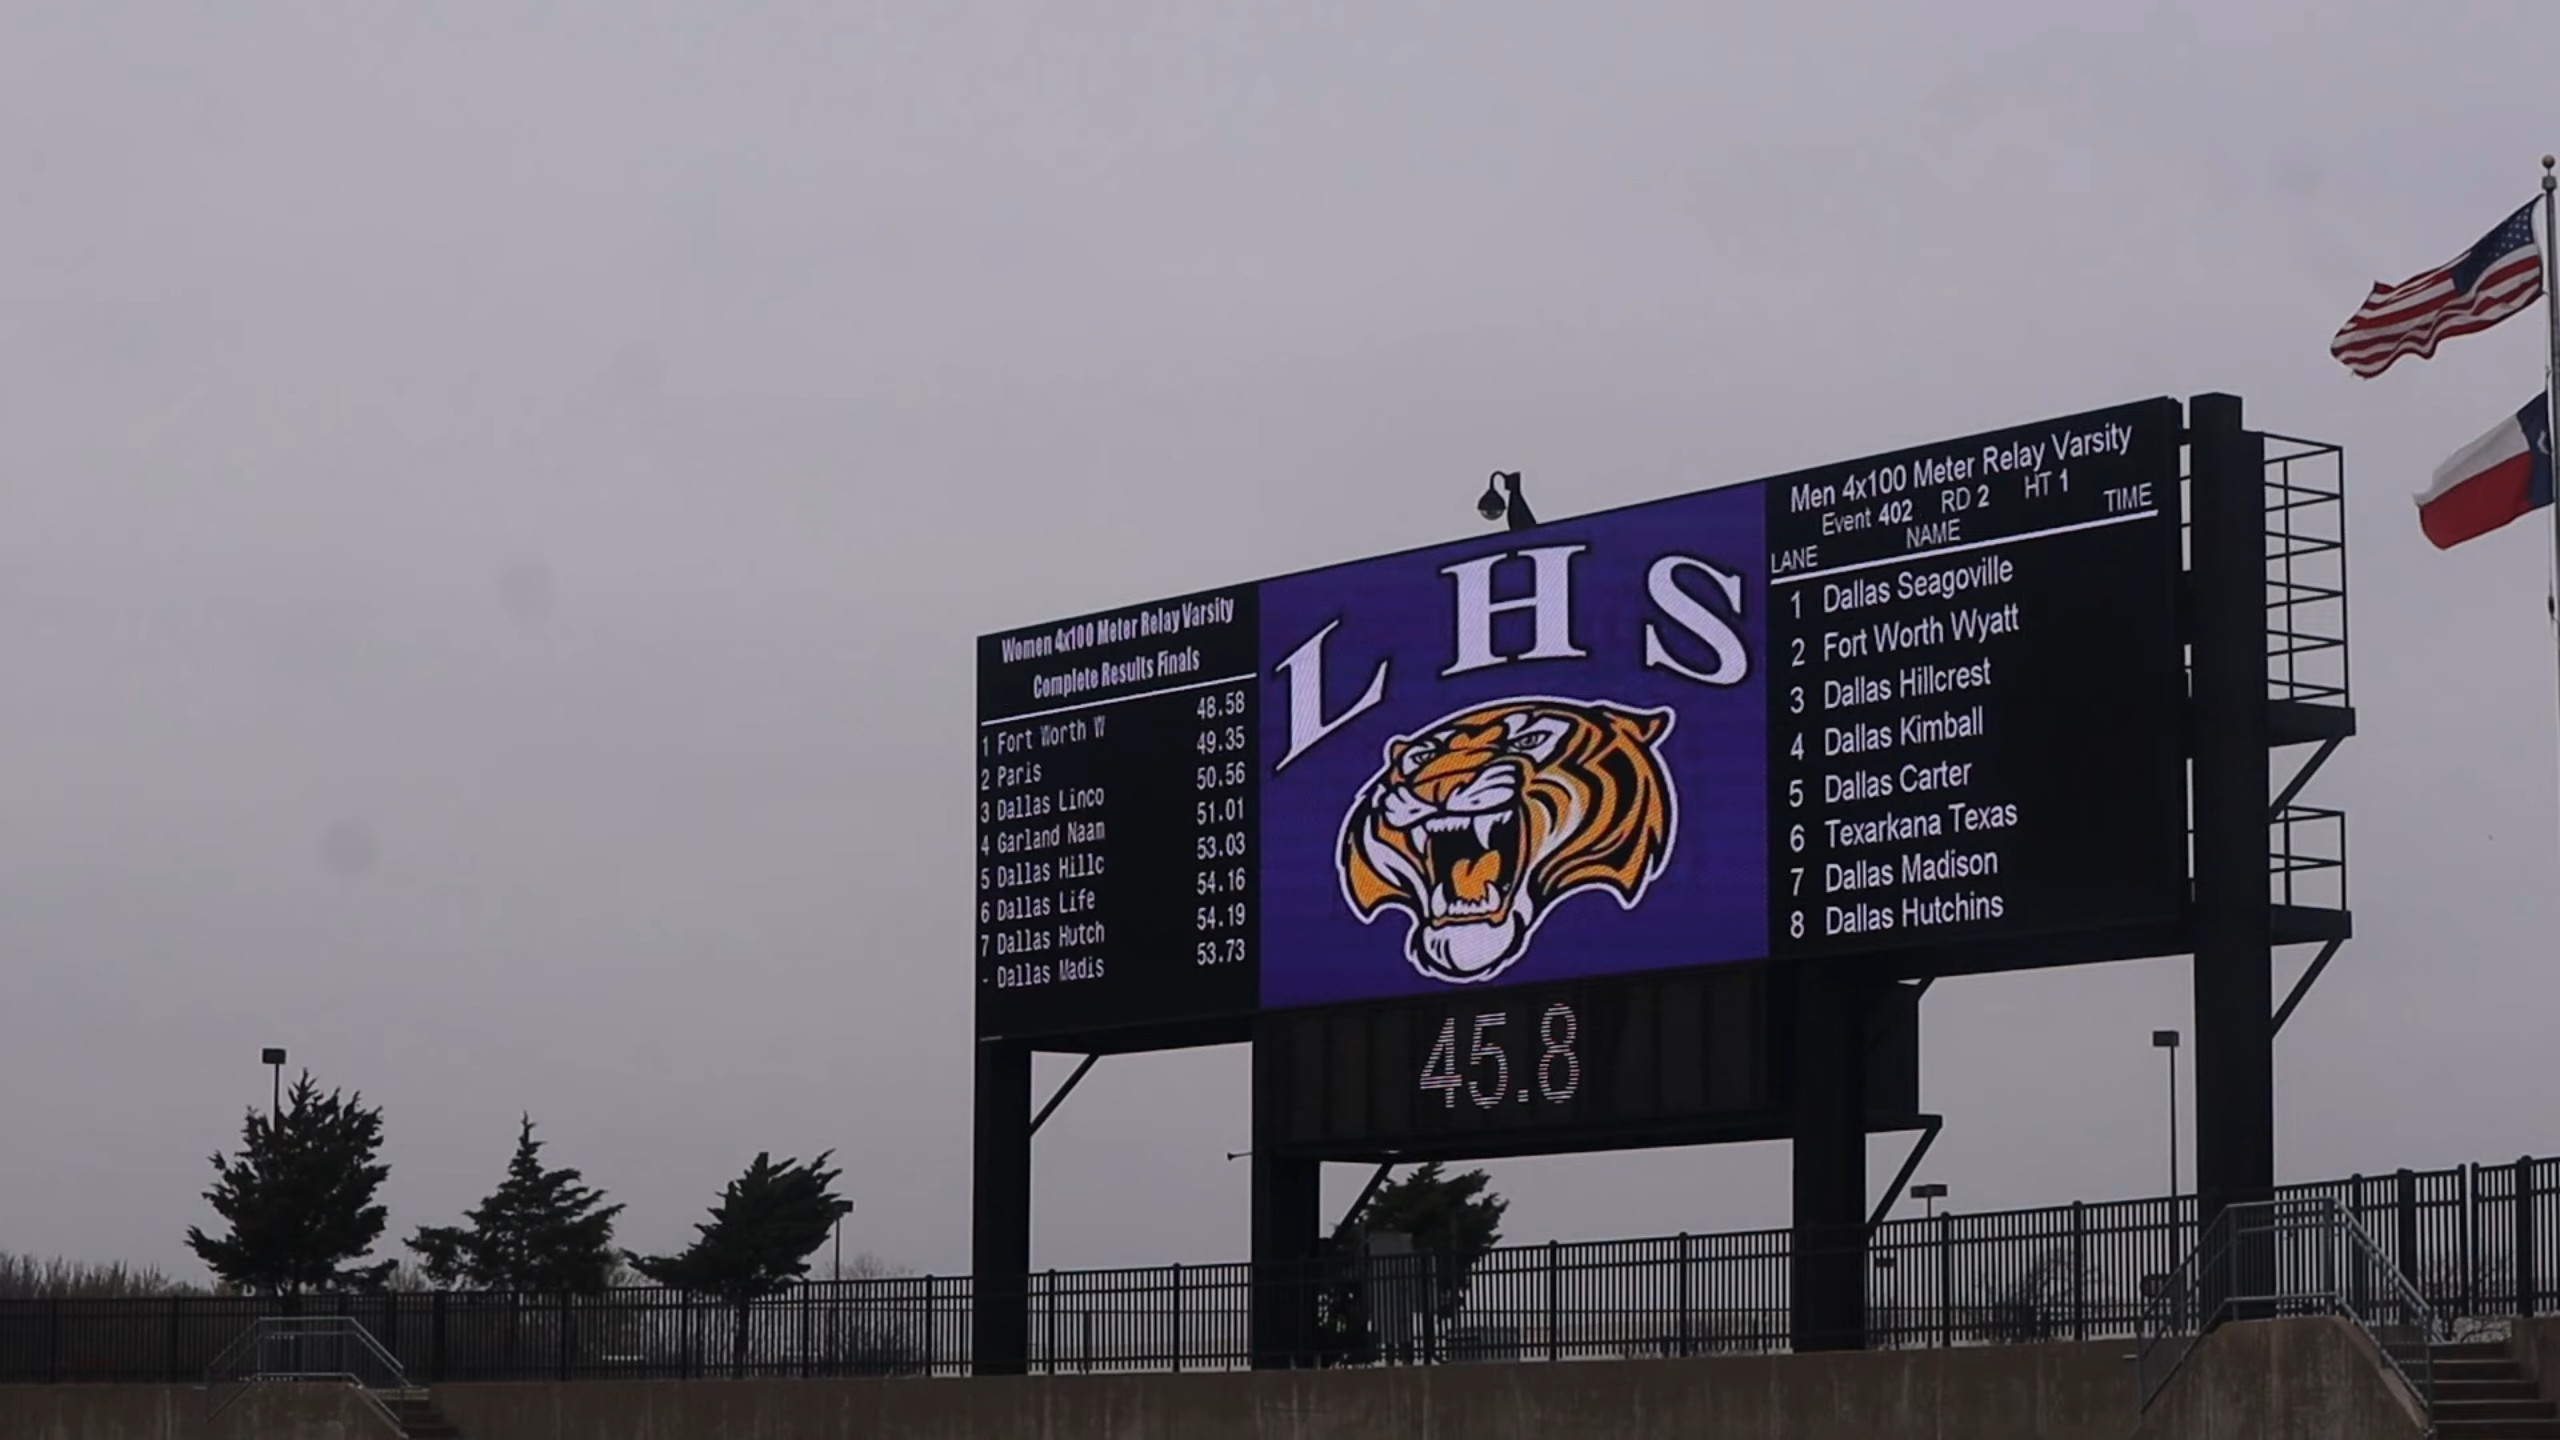 Women 4x100 Meter Relay Varsity
Complete Results Finals
1 Fort Worth W 48.58
2 Paris 49.35
3 Dallas Linco 50.56
4 Garland Naam 51.01
5 Dallas Hillc 53.03
6 Dallas Life 54.16
7 Dallas Hutch 54.19
- Dallas Madis 53.73
LHS
45.8
Men 4x100 Meter Relay Varsity
Event 402 RD 2 HT 1
LANE NAME TIME
1 Dallas Seagoville
2 Fort Worth Wyatt
3 Dallas Hillcrest
4 Dallas Kimball
5 Dallas Carter
6 Texarkana Texas
7 Dallas Madison
8 Dallas Hutchins